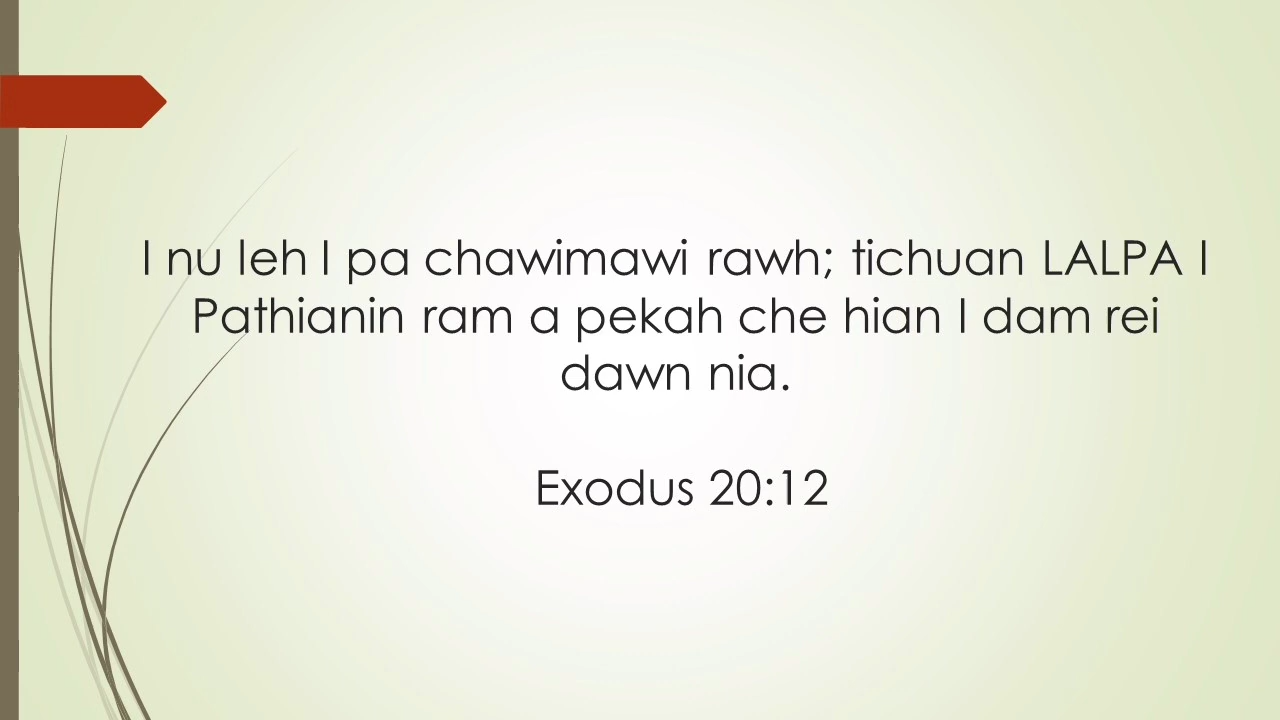 I nu leh I pa chawimawi rawh; tichuan LALPA I
Pathianin ram a pekah che hian I dam rei
dawn nia.
Exodus 20:12